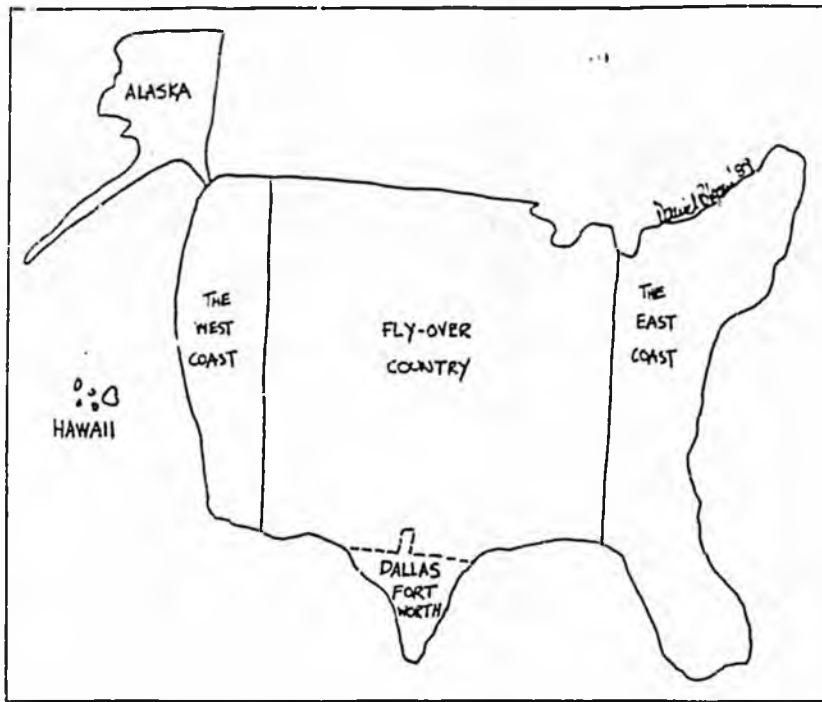 ALASKA
THE
WEST
COAST
FLY-OVER
COUNTRY
THE
EAST
COAST
HAWAII
DALLAS
FORT
WORTH